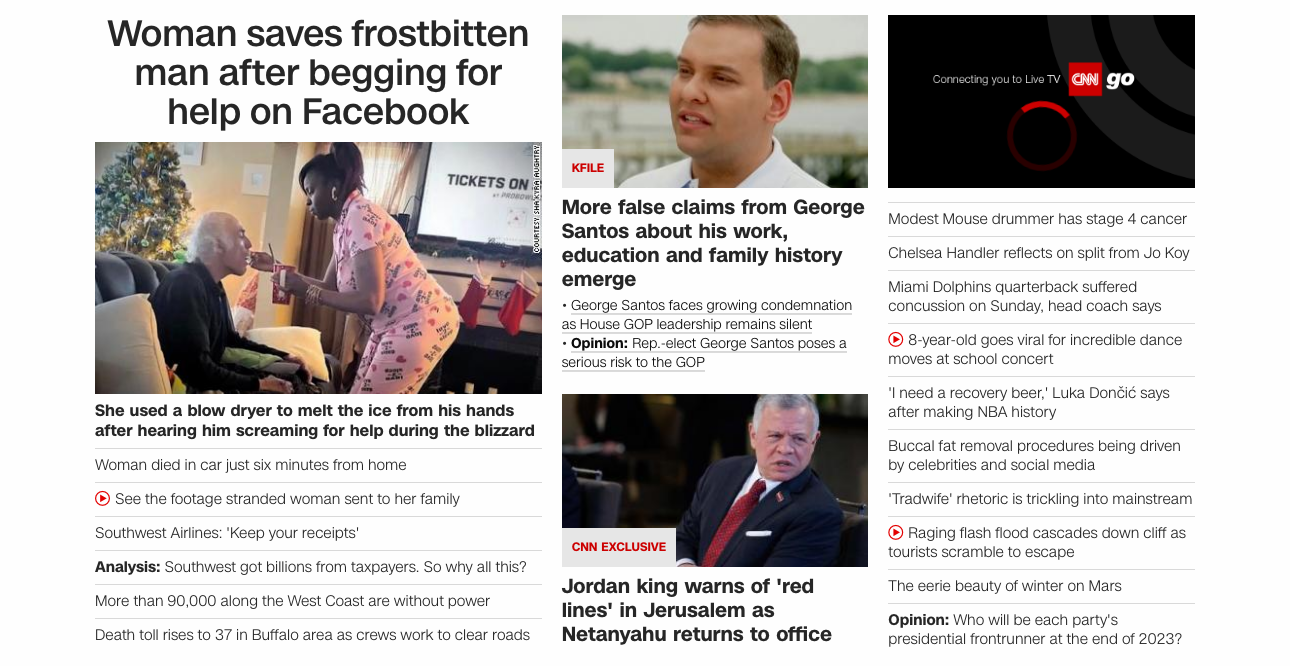 Woman saves frostbitten
man after begging for
help on Facebook
TICKETS ON
COURTESY SHA'KYRA AUGHTRY
She used a blow dryer to melt the ice from his hands
after hearing him screaming for help during the blizzard
Woman died in car just six minutes from home
See the footage stranded woman sent to her family
Southwest Airlines: 'Keep your receipts'
Analysis: Southwest got billions from taxpayers. So why all this?
More than 90,000 along the West Coast are without power
Death toll rises to 37 in Buffalo area as crews work to clear roads
KFILE
More false claims from George
Santos about his work,
education and family history
emerge
• George Santos faces growing condemnation
as House GOP leadership remains silent
• Opinion: Rep.-elect George Santos poses a
serious risk to the GOP
CNN EXCLUSIVE
Jordan king warns of 'red
lines' in Jerusalem as
Netanyahu returns to office
Connecting you to Live TV CNN go
Modest Mouse drummer has stage 4 cancer
Chelsea Handler reflects on split from Jo Koy
Miami Dolphins quarterback suffered
concussion on Sunday, head coach says
8-year-old goes viral for incredible dance
moves at school concert
'I need a recovery beer,' Luka Dončić says
after making NBA history
Buccal fat removal procedures being driven
by celebrities and social media
'Tradwife' rhetoric is trickling into mainstream
Raging flash flood cascades down cliff as
tourists scramble to escape
The eerie beauty of winter on Mars
Opinion: Who will be each party's
presidential frontrunner at the end of 2023?